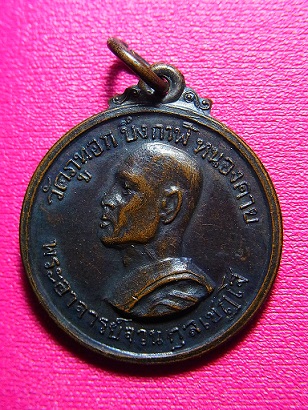 วัดภูทอก บึงกาฬ หนองคาย
พระอาจารย์จวน กุลเชฏโฐ